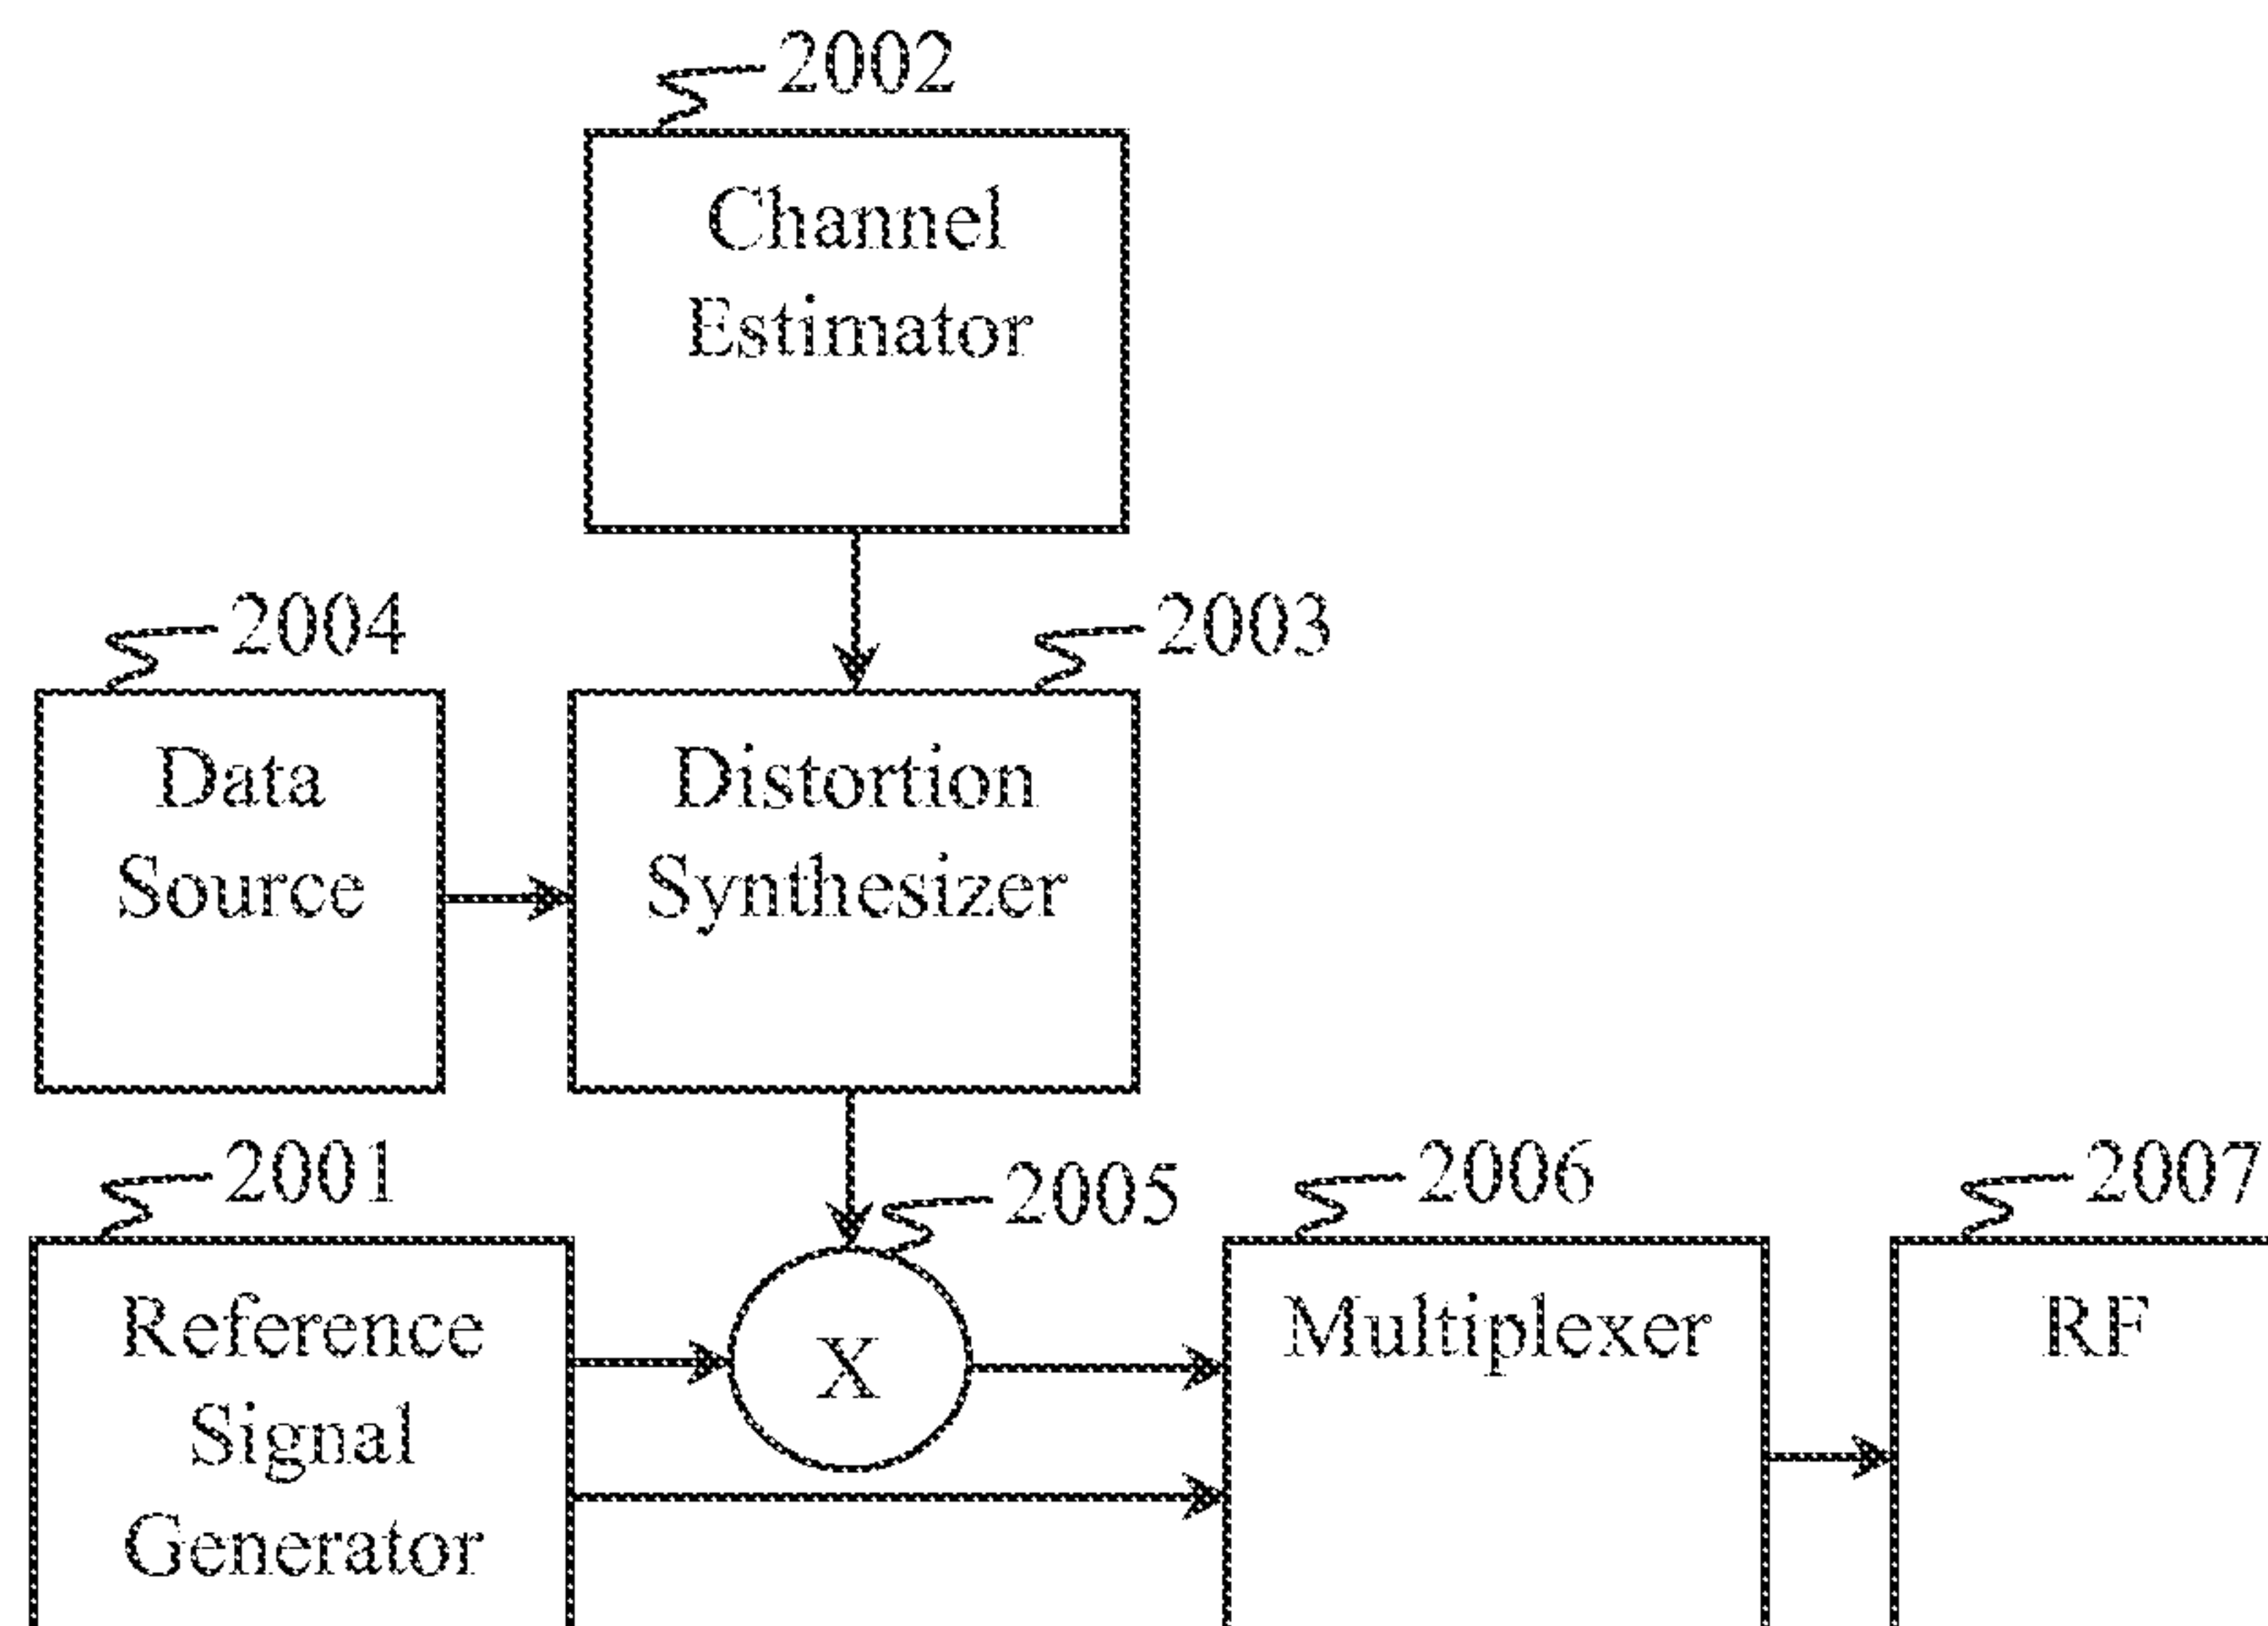 2002
Channel
Estimator
2004
2003
Data
Source
Distortion
Synthesizer
2001
2005
2006
2007
Reference
Signal
Generator
X
Multiplexer
RF